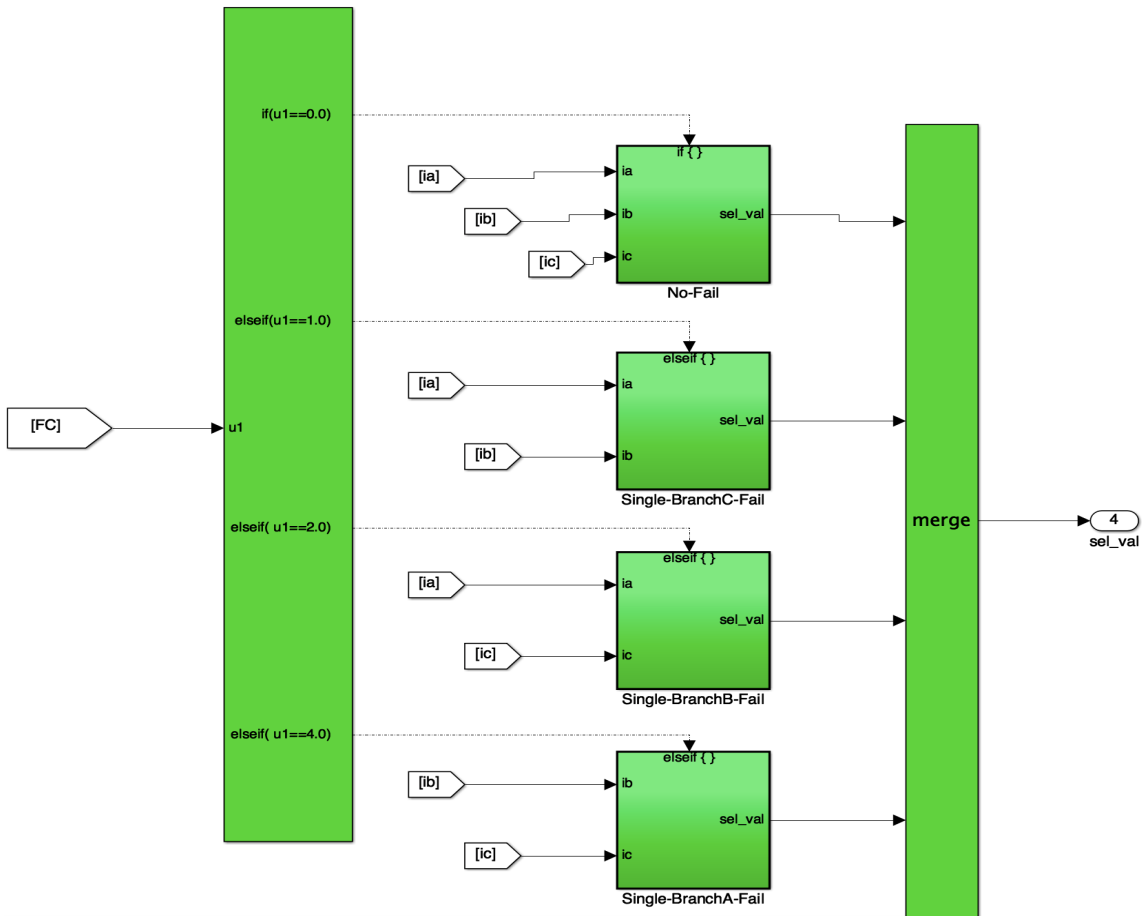 if(u1==0.0)
if { }
[ia]
ia
[ib]
ib
sel_val
[ic]
ic
No-Fail
elseif(u1==1.0)
elseif { }
[ia]
ia
sel_val
[FC]
u1
[ib]
ib
Single-BranchC-Fail
elseif( u1==2.0)
merge
4
sel_val
elseif { }
[ia]
ia
sel_val
[ic]
ic
Single-BranchB-Fail
elseif( u1==4.0)
elseif { }
[ib]
ib
sel_val
[ic]
ic
Single-BranchA-Fail